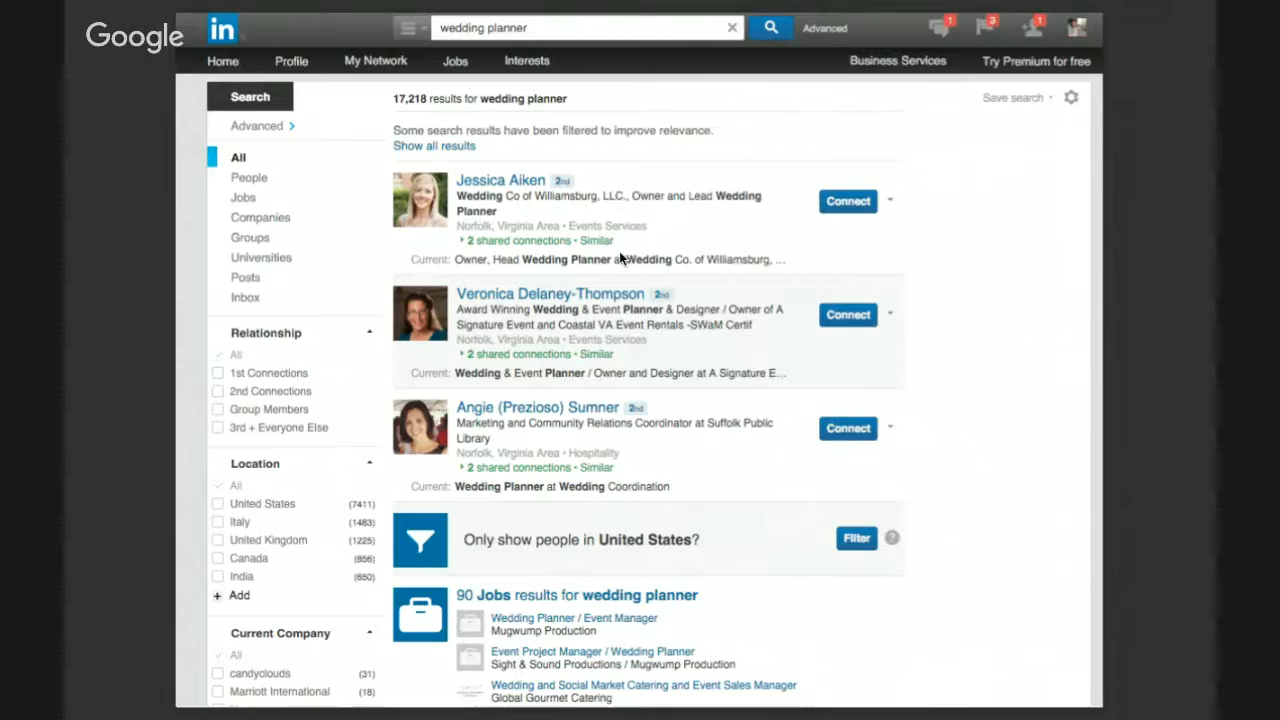 Google
in
wedding planner
Advanced
1
3
1
Home
Profile
My Network
Jobs
Interests
Business Services
Try Premium for free
Search
Advanced
All
People
Jobs
Companies
Groups
Universities
Posts
Inbox
Relationship
All
1st Connections
2nd Connections
Group Members
3rd + Everyone Else
Location
All
United States (7411)
Italy (1483)
United Kingdom (1225)
Canada (856)
India (650)
+ Add
Current Company
All
candyclouds (31)
Marriott International (18)
17,218 results for wedding planner
Save search
Some search results have been filtered to improve relevance.
Show all results
Jessica Aiken 2nd
Wedding Co of Williamsburg, LLC., Owner and Lead Wedding
Planner
Norfolk, Virginia Area • Events Services
2 shared connections • Similar
Current: Owner, Head Wedding Planner Wedding Co. of Williamsburg, ...
Connect
Veronica Delaney-Thompson 2nd
Award Winning Wedding & Event Planner & Designer / Owner of A
Signature Event and Coastal VA Event Rentals -SWaM Certif
Norfolk, Virginia Area • Events Services
2 shared connections • Similar
Current: Wedding & Event Planner / Owner and Designer at A Signature E...
Connect
Angie (Prezioso) Sumner 2nd
Marketing and Community Relations Coordinator at Suffolk Public
Library
Norfolk, Virginia Area • Hospitality
2 shared connections • Similar
Current: Wedding Planner at Wedding Coordination
Connect
Only show people in United States?
Filter
?
90 Jobs results for wedding planner
Wedding Planner / Event Manager
Mugwump Production
Event Project Manager / Wedding Planner
Sight & Sound Productions / Mugwump Production
Wedding and Social Market Catering and Event Sales Manager
Global Gourmet Catering